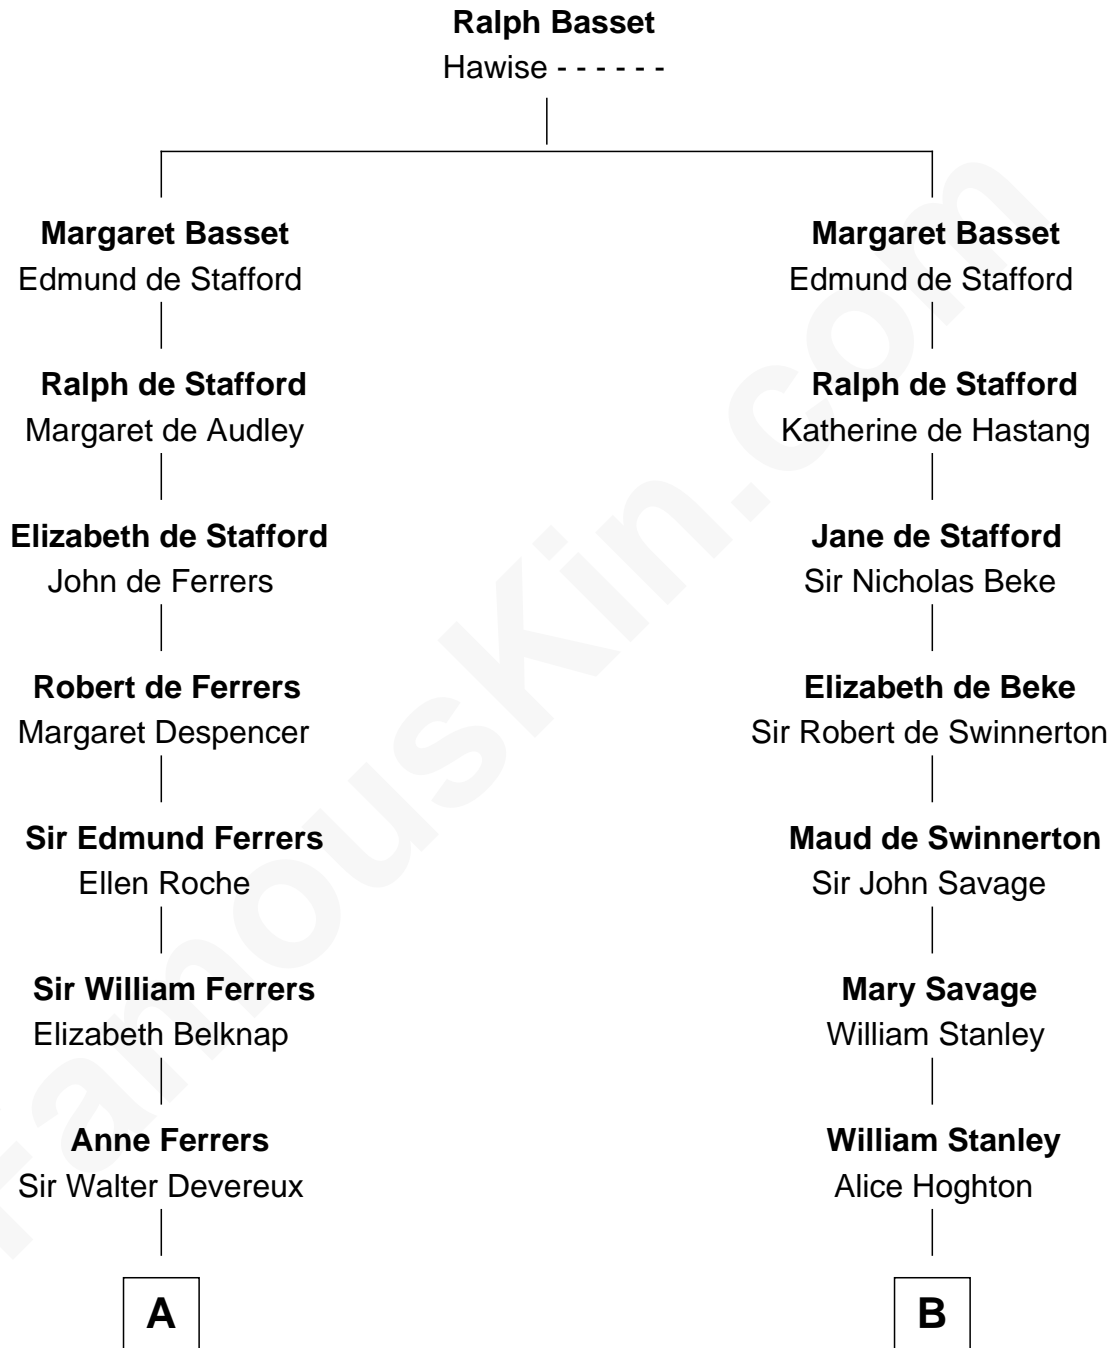 Ralph Basset
Hawise - - - - - -
Margaret Basset
Edmund de Stafford
Ralph de Stafford
Margaret de Audley
Elizabeth de Stafford
John de Ferrers
Robert de Ferrers
Margaret Despencer
Sir Edmund Ferrers
Ellen Roche
Sir William Ferrers
Elizabeth Belknap
Anne Ferrers
Sir Walter Devereux
A
Margaret Basset
Edmund de Stafford
Ralph de Stafford
Katherine de Hastang
Jane de Stafford
Sir Nicholas Beke
Elizabeth de Beke
Sir Robert de Swinnerton
Maud de Swinnerton
Sir John Savage
Mary Savage
William Stanley
William Stanley
Alice Hoghton
B
FamousKin.com